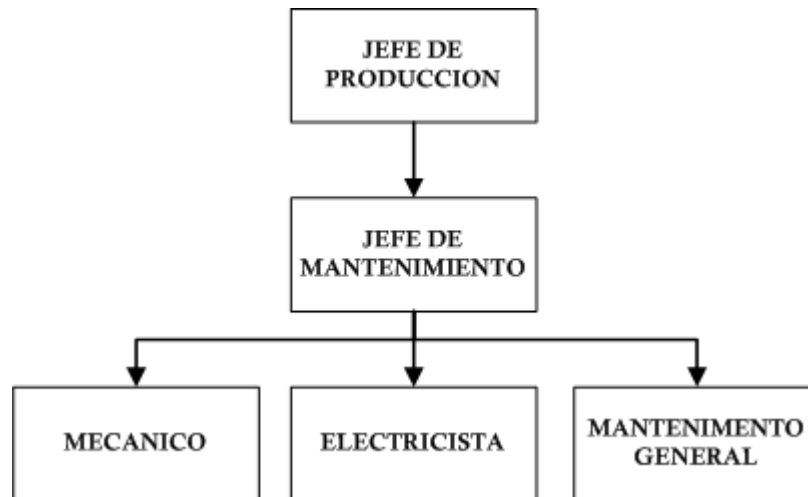 JEFE DE
PRODUCCION
JEFE DE
MANTENIMIENTO
MECANICO
ELECTRICISTA
MANTENIMENTO
GENERAL